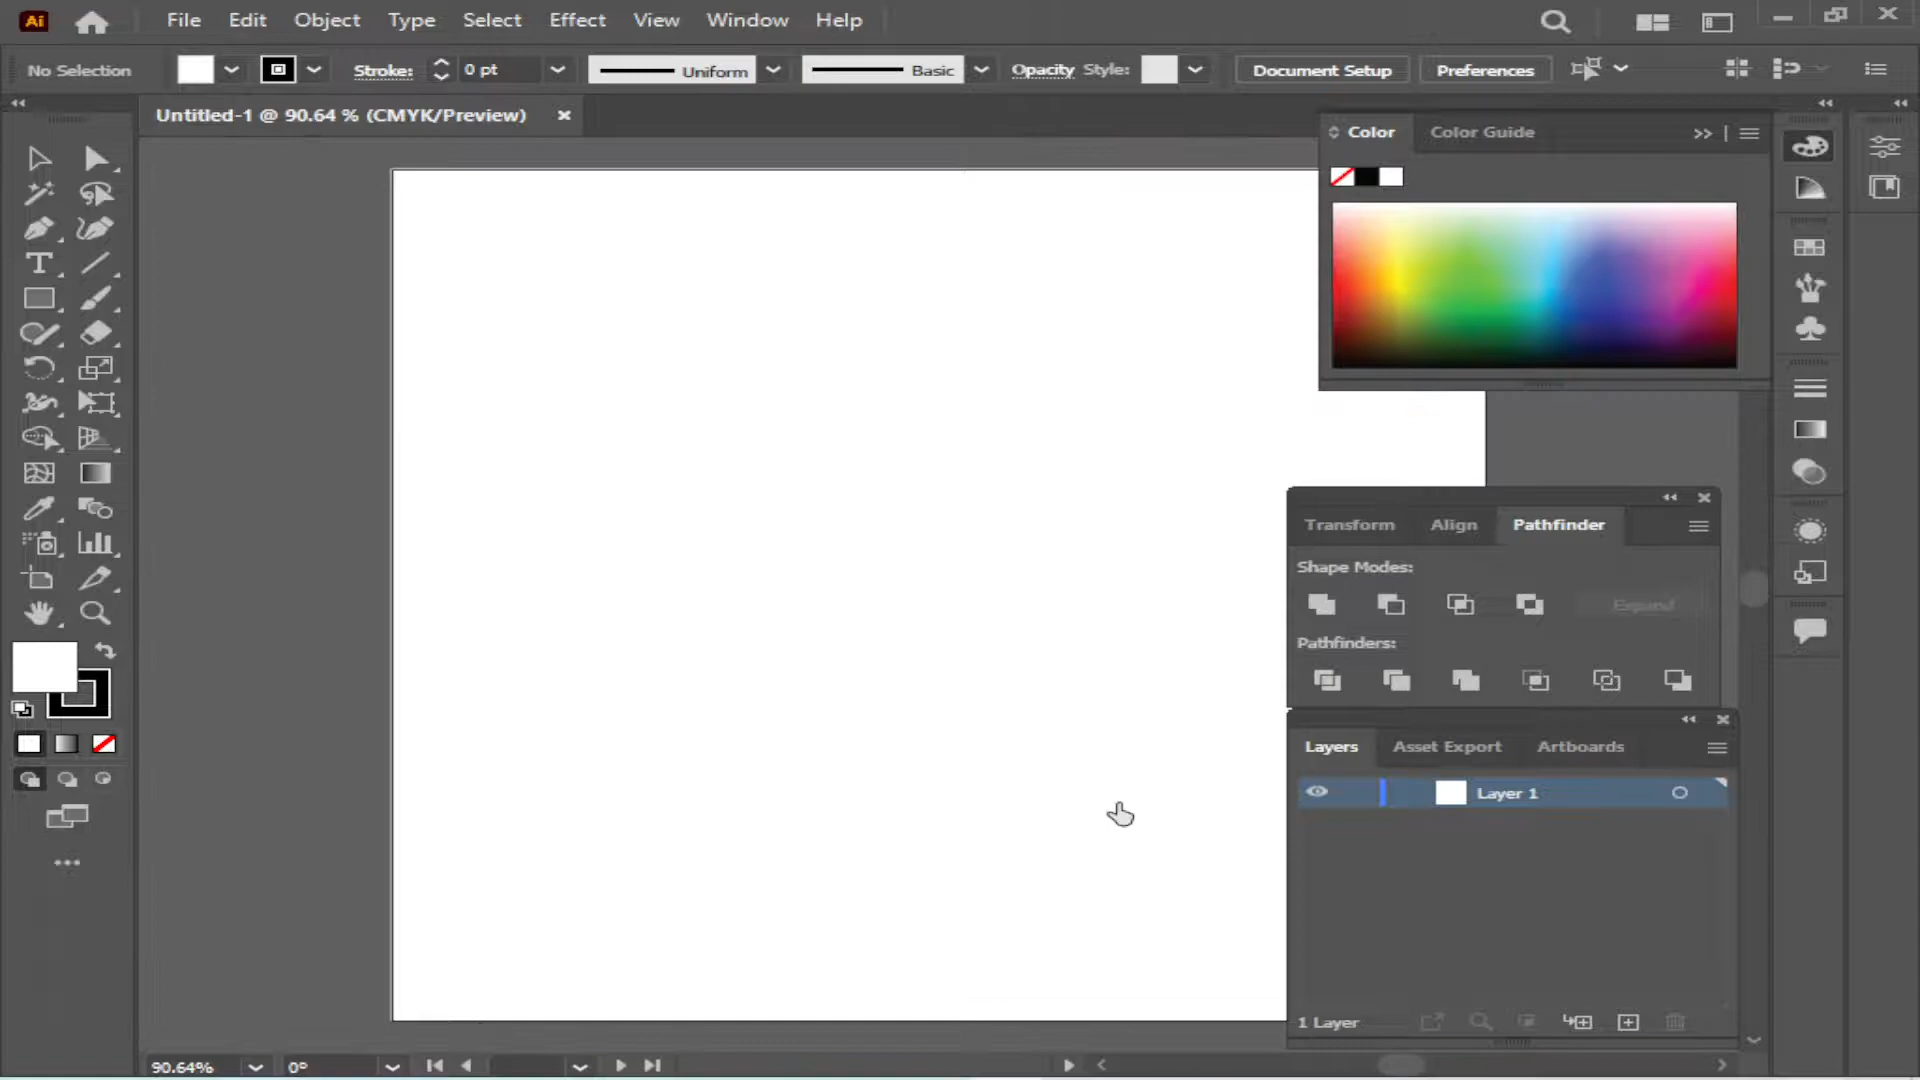 Ai File Edit Object Type Select Effect View Window Help
No Selection Stroke: 0 pt Uniform Basic Opacity Style: Document Setup Preferences
Untitled-1 @ 90.64 % (CMYK/Preview)
Color Color Guide
Transform Align Pathfinder
Shape Modes:
Expand
Pathfinders:
Layers Asset Export Artboards
Layer 1
1 Layer
90.64% 0°